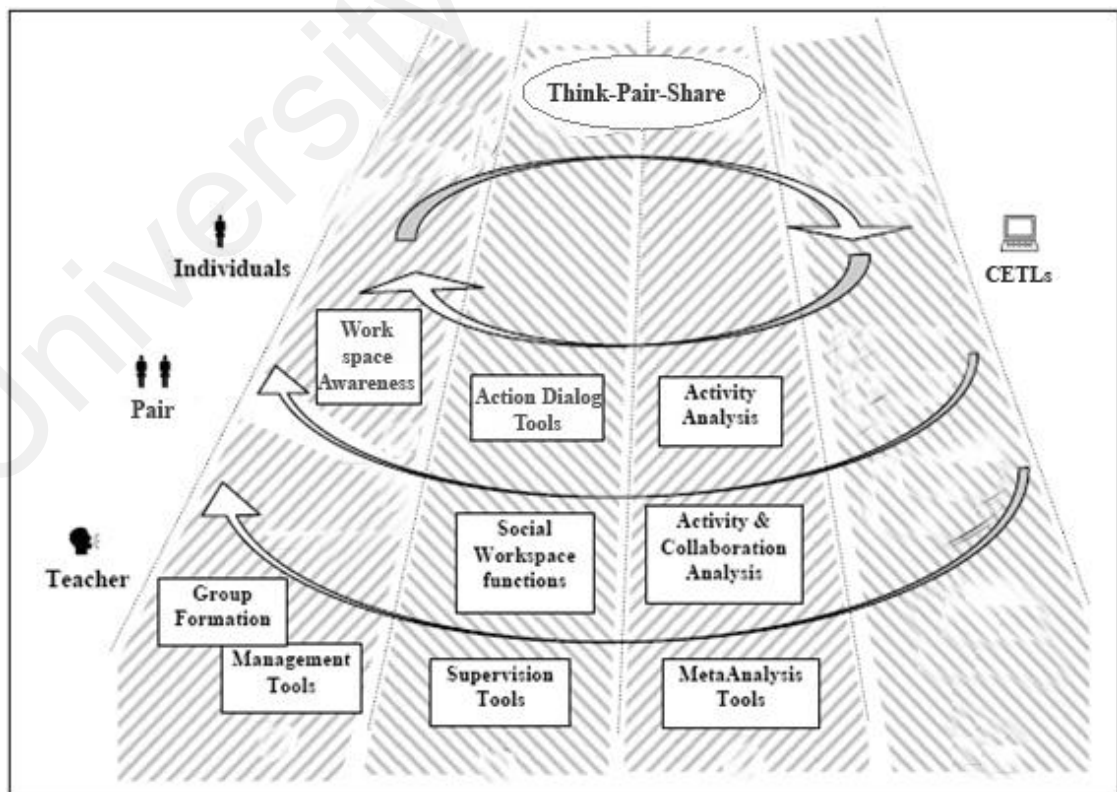 University
Think-Pair-Share
Individuals
CETLs
Work
space
Awareness
Pair
Action Dialog
Tools
Activity
Analysis
Teacher
Social
Workspace
functions
Activity &
Collaboration
Analysis
Group
Formation
Management
Tools
Supervision
Tools
MetaAnalysis
Tools